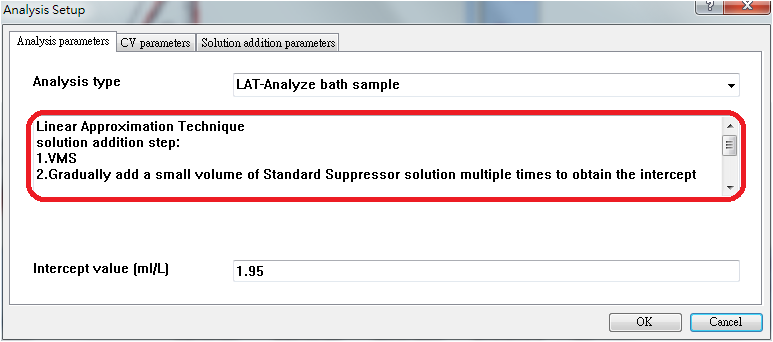 Analysis Setup
?
Analysis parameters
CV parameters
Solution addition parameters
Analysis type
LAT-Analyze bath sample
Linear Approximation Technique
solution addition step:
1.VMS
2.Gradually add a small volume of Standard Suppressor solution multiple times to obtain the intercept
Intercept value (ml/L)
1.95
OK
Cancel